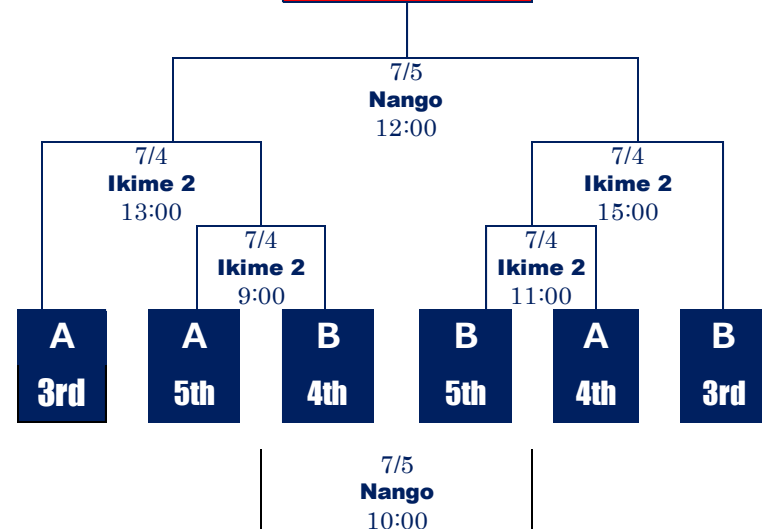 7/5
Nango
12:00
7/4
Ikime 2
13:00
7/4
Ikime 2
15:00
7/4
Ikime 2
9:00
7/4
Ikime 2
11:00
A
3rd
A
5th
B
4th
B
5th
A
4th
B
3rd
7/5
Nango
10:00